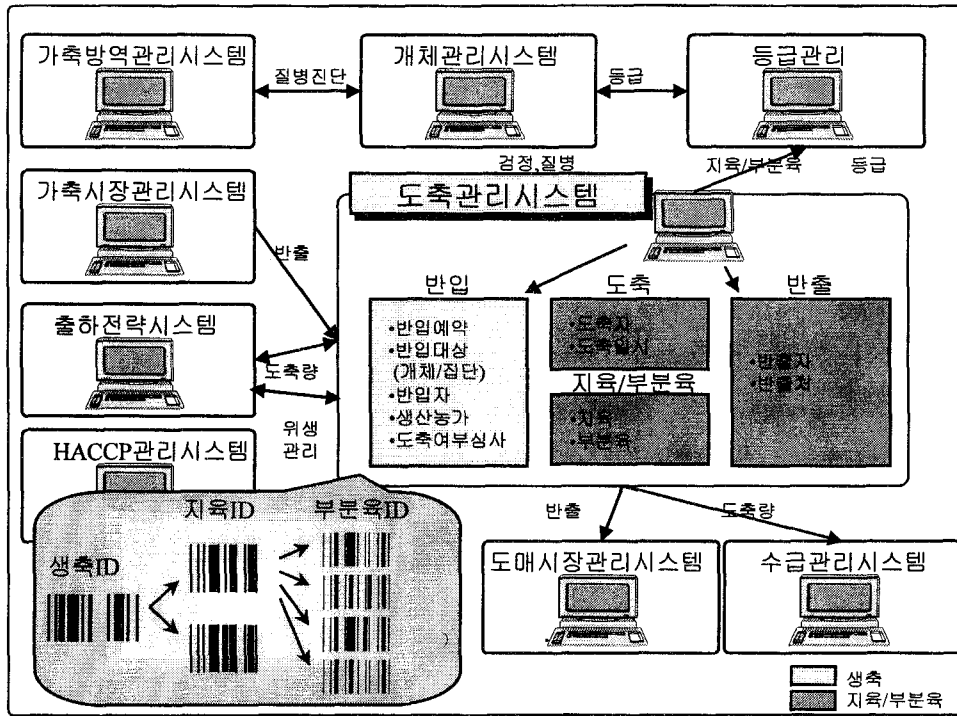 가축방역관리시스템
질병진단
개체관리시스템
등급
등급관리
검정,질병
지육/부분육
등급
가축시장관리시스템
반출
도축관리시스템
출하전략시스템
도축량
HACCP관리시스템
위생
관리
반입
•반입예약
•반입대상
(개체/집단)
•반입자
•생산농가
•도축여부심사
도축
•도축자
•도축일시
지육/부분육
•지육
•부분육
반출
•반출자
•반출처
반출
도축량
도매시장관리시스템
수급관리시스템
생축ID
지육ID
부분육ID
생축
지육/부분육